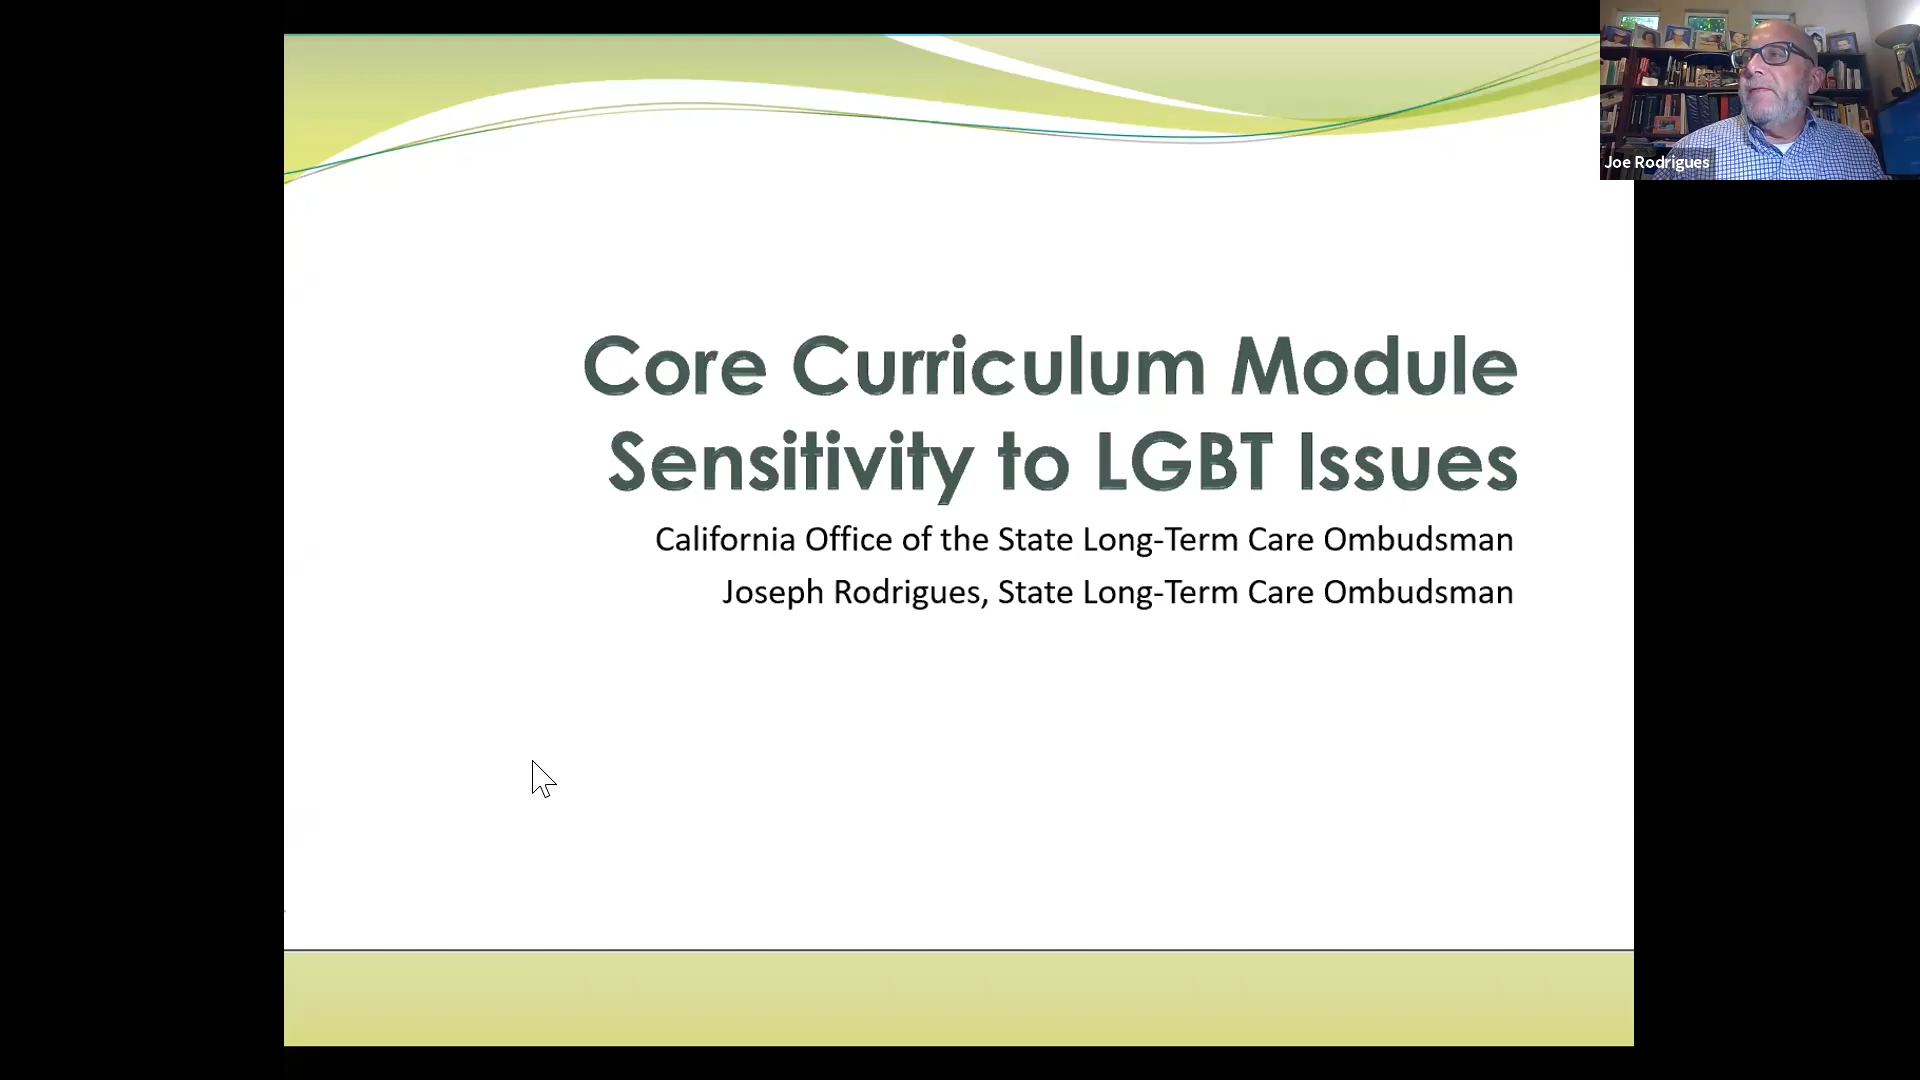 Core Curriculum Module
Sensitivity to LGBT Issues
California Office of the State Long-Term Care Ombudsman
Joseph Rodrigues, State Long-Term Care Ombudsman
Joe Rodrigues